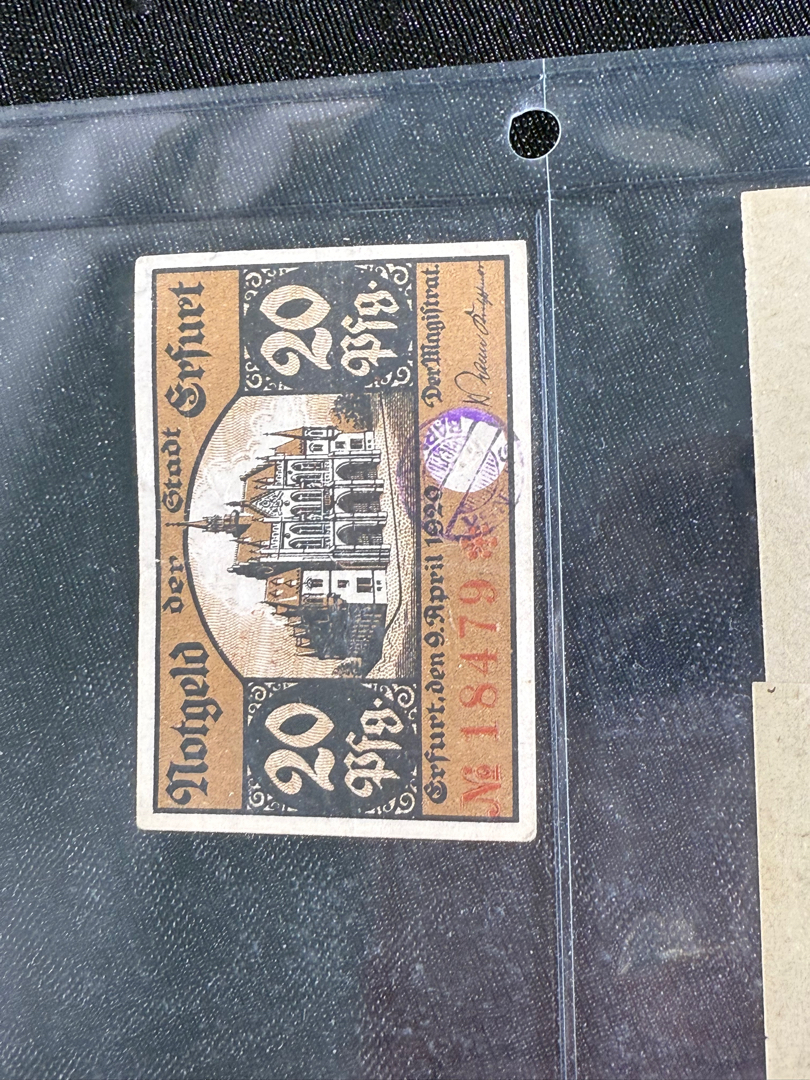 Notgeld der Stadt Erfurt
20 Pfg.
20 Pfg.
Erfurt, den 9. April 1920 Der Magistrat
№ 18479 *